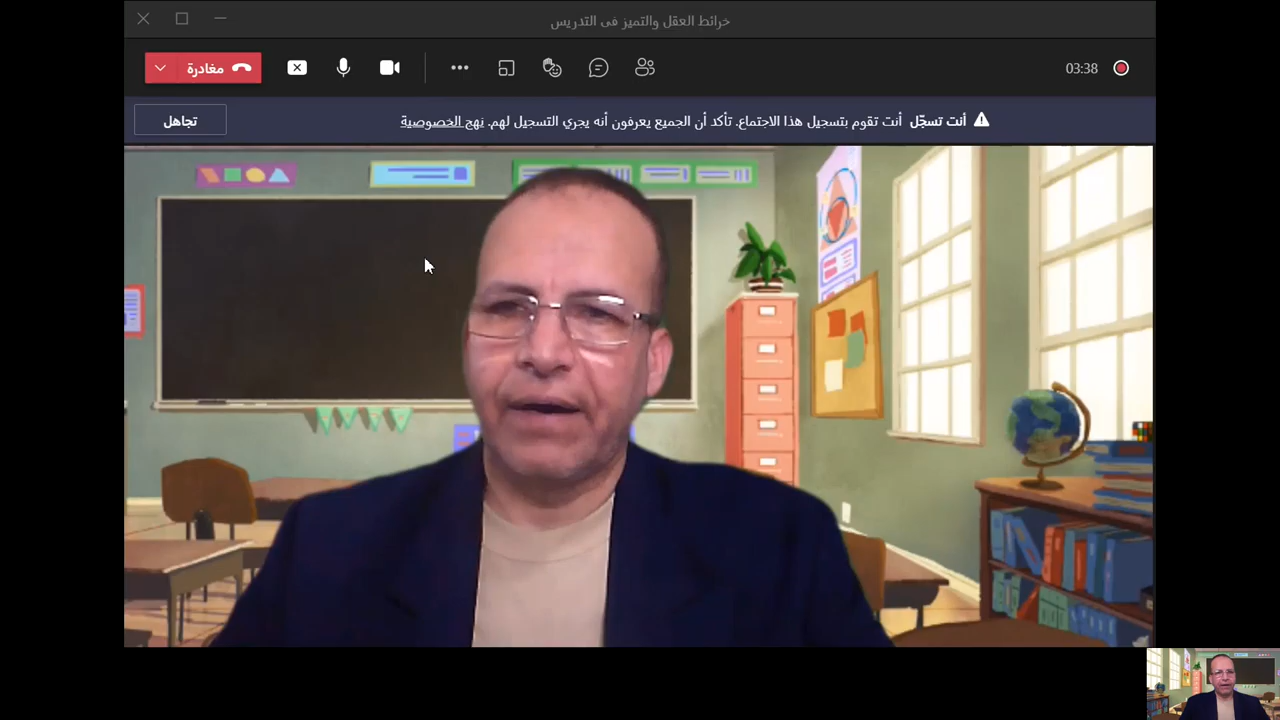 خرائط العقل والتميز فى التدريس
مغادرة
03:38
أنت تسجّل أنت تقوم بتسجيل هذا الاجتماع. تأكد أن الجميع يعرفون أنه يجري التسجيل لهم. نهج الخصوصية
تجاهل